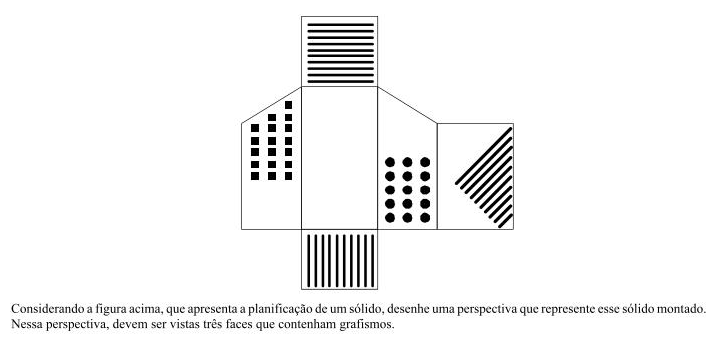 Considerando a figura acima, que apresenta a planificação de um sólido, desenhe uma perspectiva que represente esse sólido montado.
Nessa perspectiva, devem ser vistas três faces que contenham grafismos.